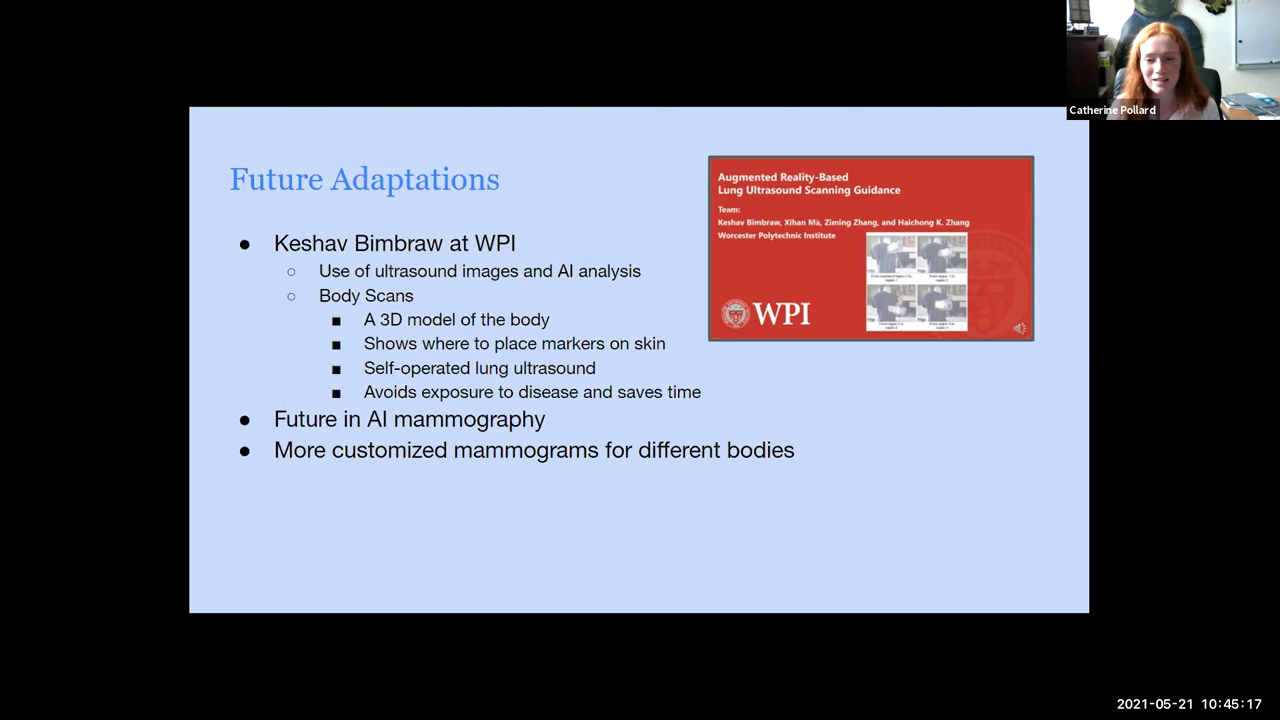 Catherine Pollard
Future Adaptations
● Keshav Bimbraw at WPI
○ Use of ultrasound images and AI analysis
○ Body Scans
■ A 3D model of the body
■ Shows where to place markers on skin
■ Self-operated lung ultrasound
■ Avoids exposure to disease and saves time
● Future in AI mammography
● More customized mammograms for different bodies
Augmented Reality-Based
Lung Ultrasound Scanning Guidance
Team:
Keshav Bimbraw, Xihan Ma, Ziming Zhang, and Haichong K. Zhang
Worcester Polytechnic Institute
WPI
2021-05-21 10:45:17